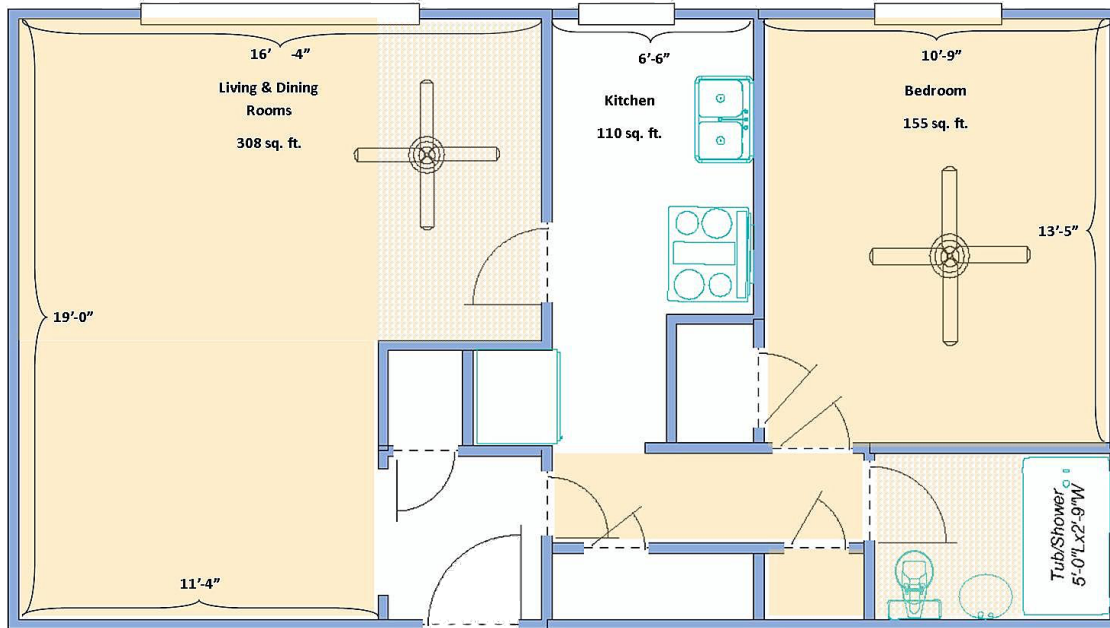 16’ -4”
Living & Dining
Rooms
308 sq. ft.
6’-6”
Kitchen
110 sq. ft.
10’-9”
Bedroom
155 sq. ft.
13’-5”
19’-0”
11’-4”
Tub/Shower
5'-0"Lx2'-9"W